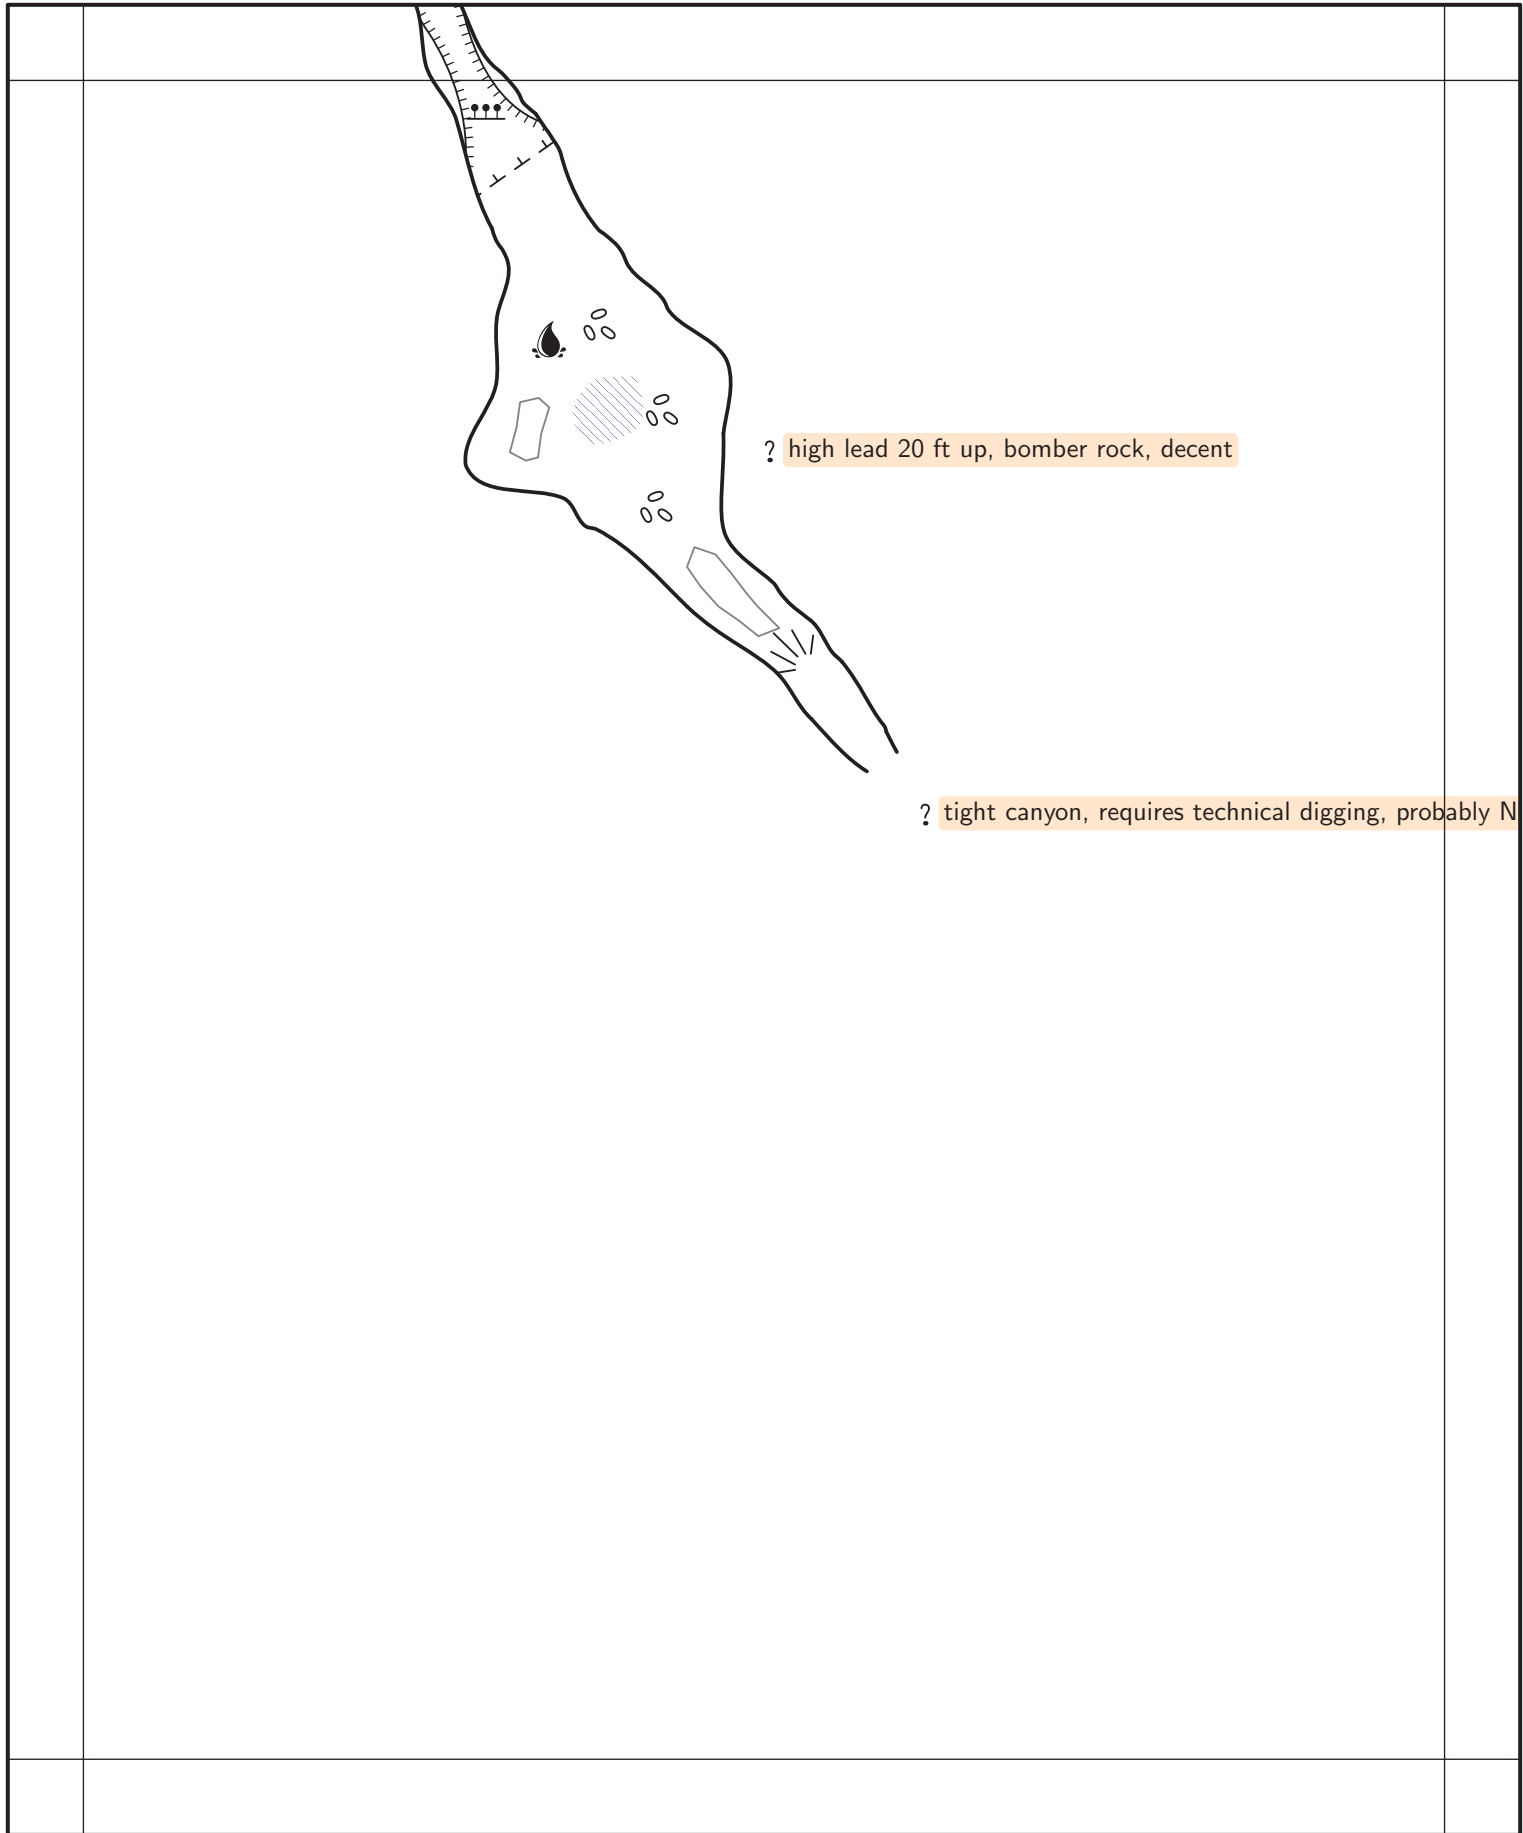 ? high lead 20 ft up, bomber rock, decent
? tight canyon, requires technical digging, probably N